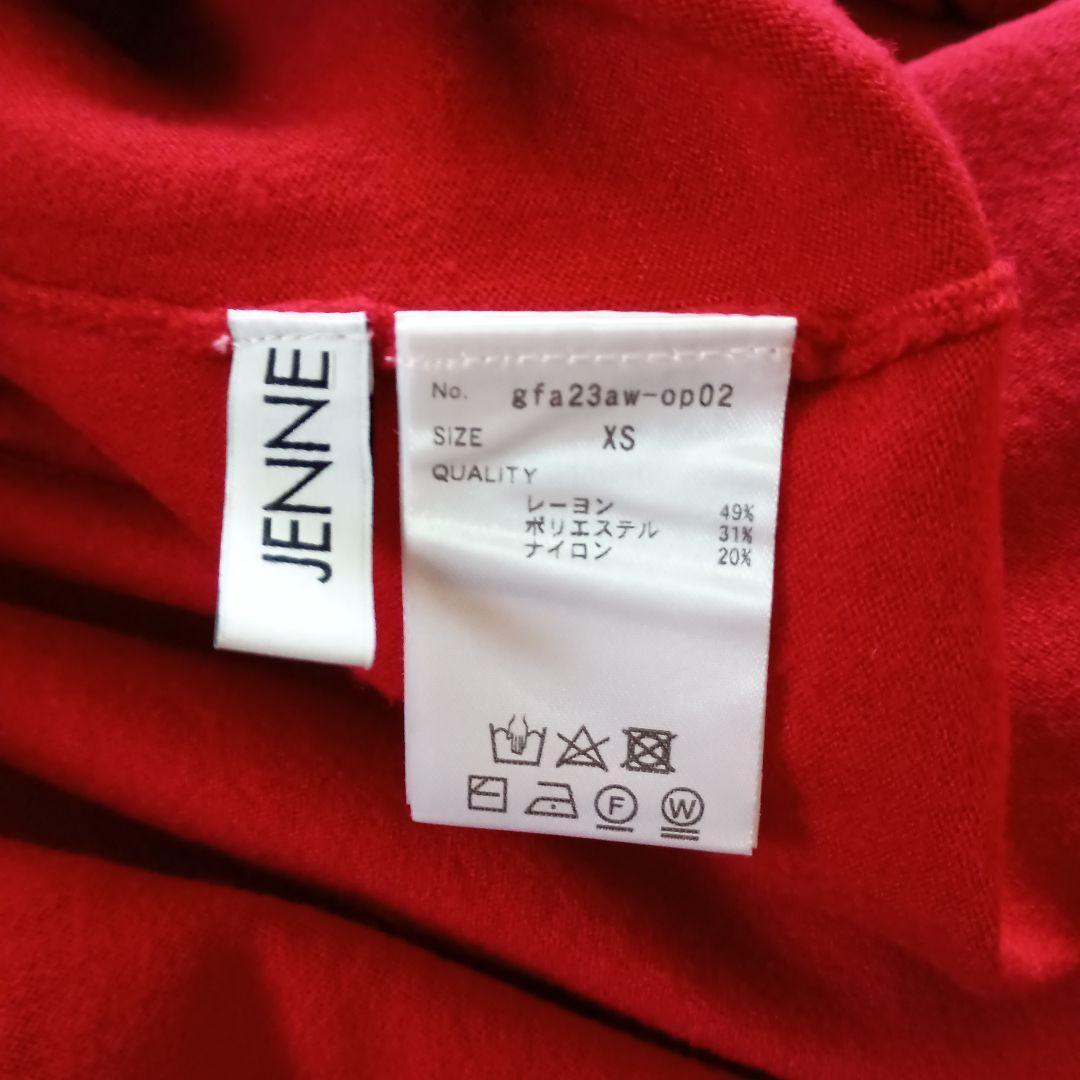 JENNE
No. gfa23aw-op02
SIZE XS
QUALITY
レーヨン 49%
ポリエステル 31%
ナイロン 20%
F W